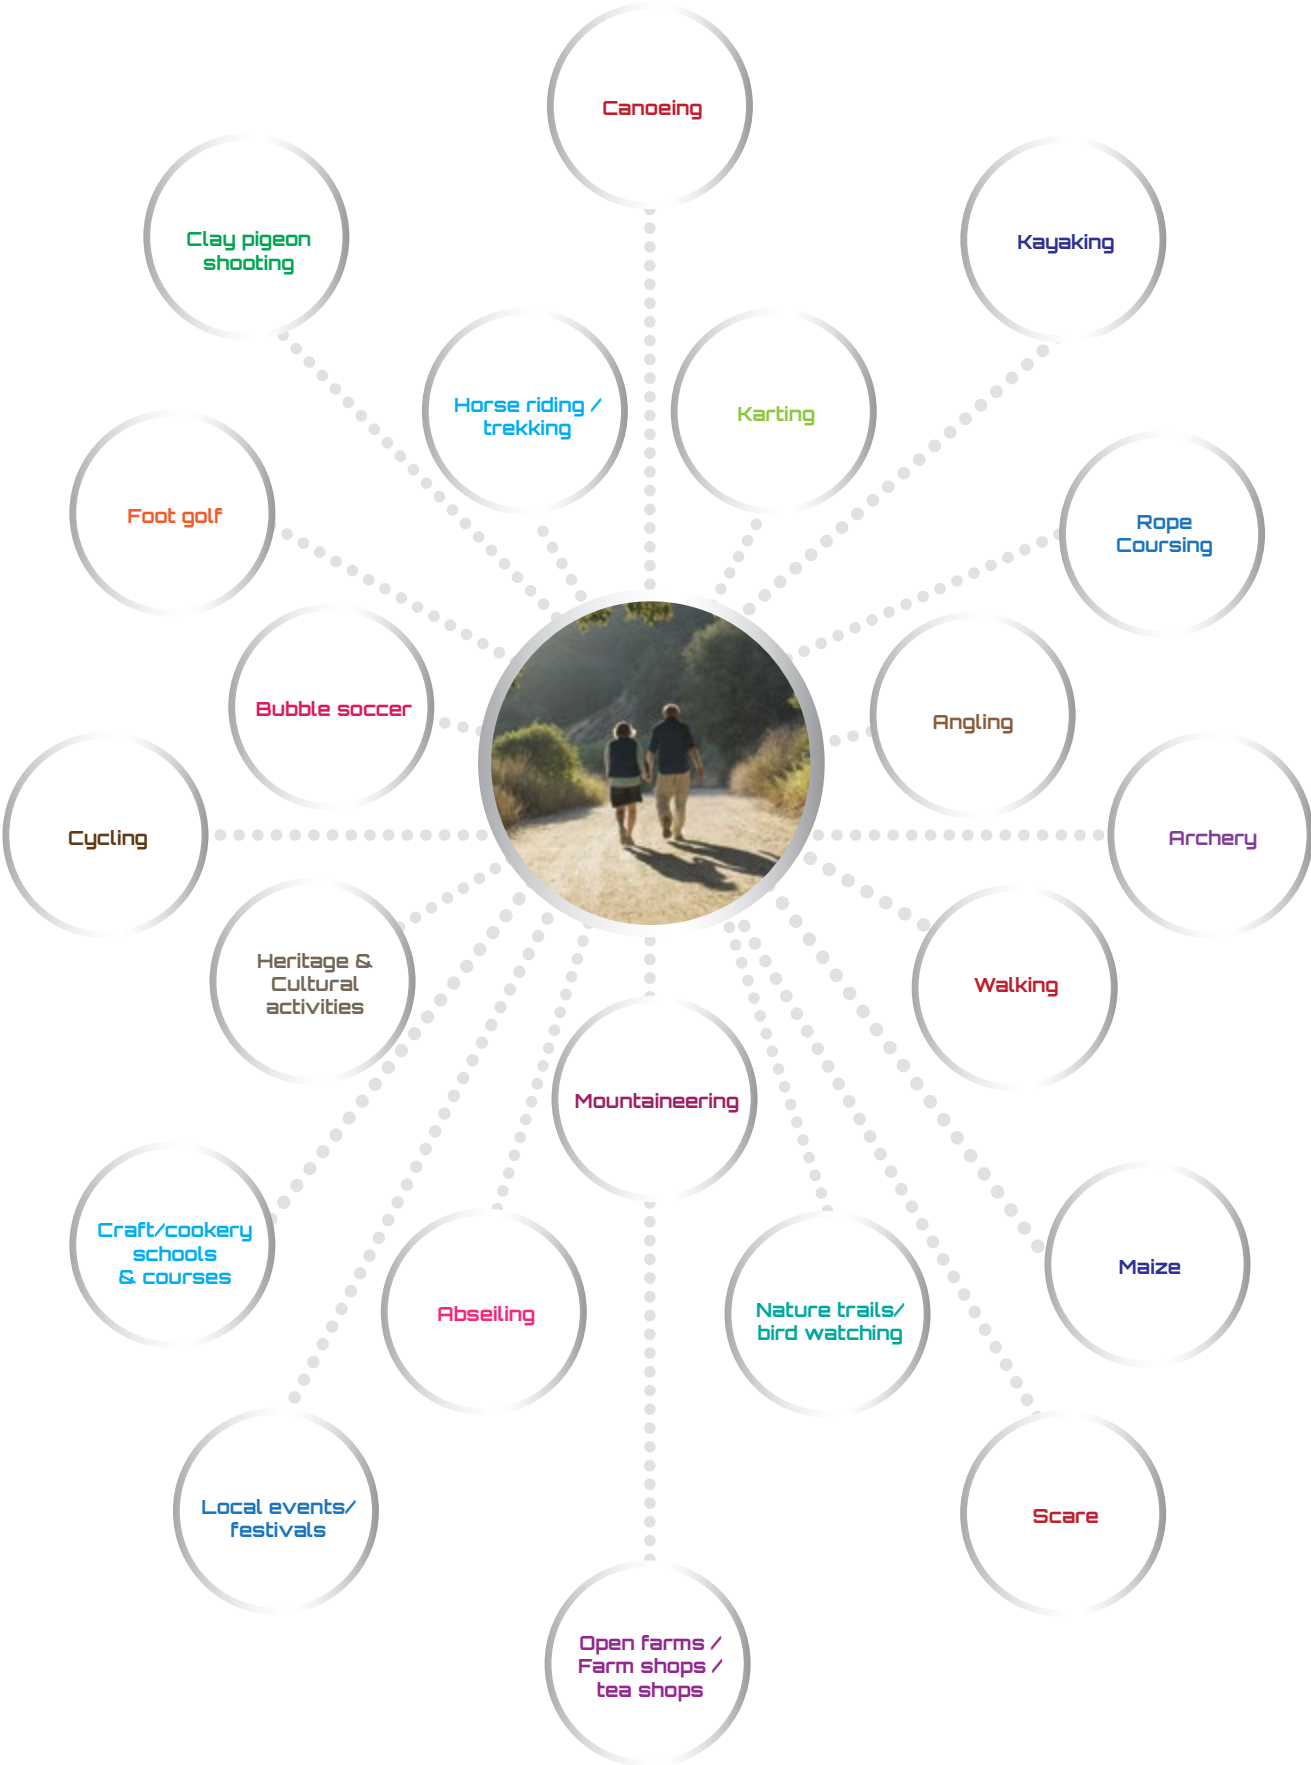 Canoeing
Clay pigeon
shooting
Kayaking
Horse riding /
trekking
Karting
Foot golf
Rope
Coursing
Bubble soccer
Angling
Cycling
Archery
Heritage &
Cultural
activities
Walking
Mountaineering
Craft/cookery
schools
& courses
Maize
Abseiling
Nature trails/
bird watching
Local events/
festivals
Scare
Open farms /
Farm shops /
tea shops